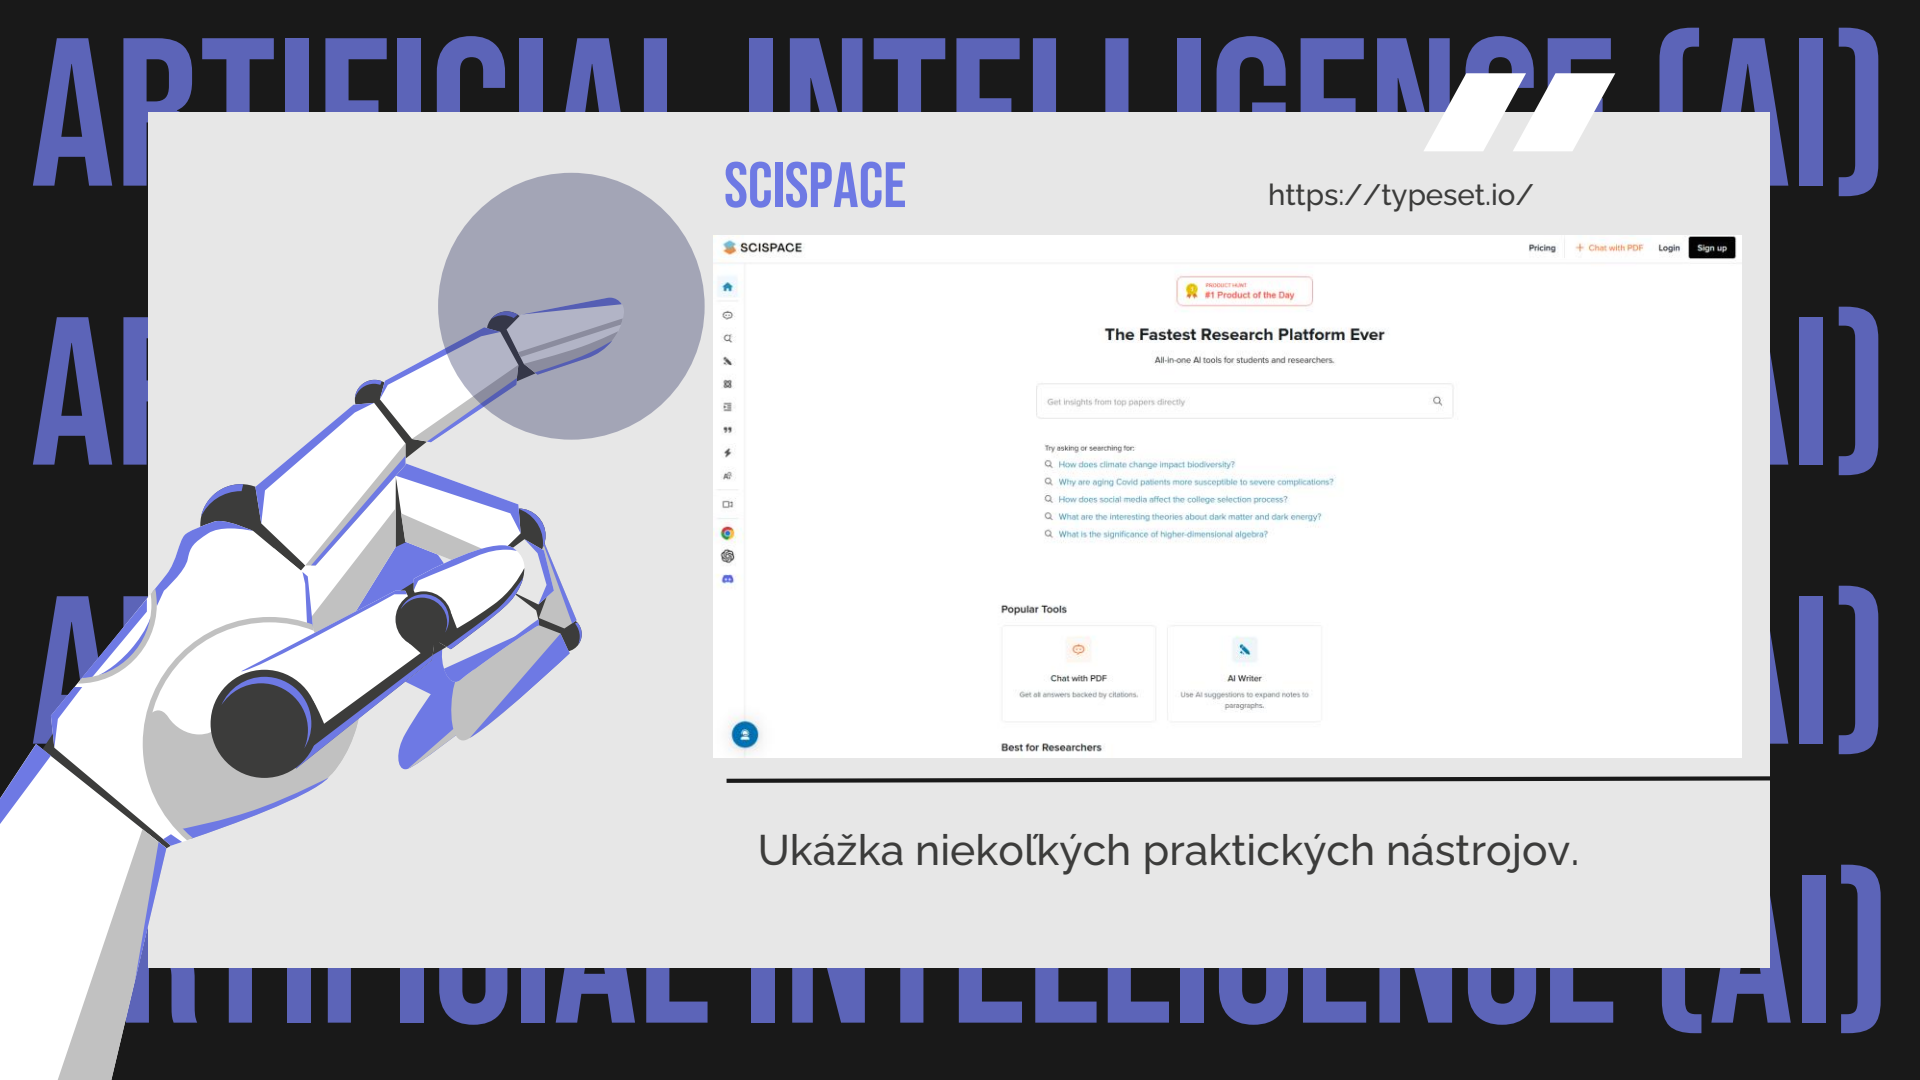 ARTIFICIAL INTELLIGENCE (AI)
SCISPACE
https://typeset.io/
SCISPACE
Pricing
+ Chat with PDF
Login
Sign up
PRODUCT HUNT
#1 Product of the Day
The Fastest Research Platform Ever
All-in-one AI tools for students and researchers.
Get insights from top papers directly
Try asking or searching for:
How does climate change impact biodiversity?
Why are aging Covid patients more susceptible to severe complications?
How does social media affect the college selection process?
What are the interesting theories about dark matter and dark energy?
What is the significance of higher-dimensional algebra?
Popular Tools
Chat with PDF
Get all answers backed by citations.
AI Writer
Use AI suggestions to expand notes to
paragraphs.
Best for Researchers
Ukážka niekoľkých praktických nástrojov.
ARTIFICIAL INTELLIGENCE (AI)